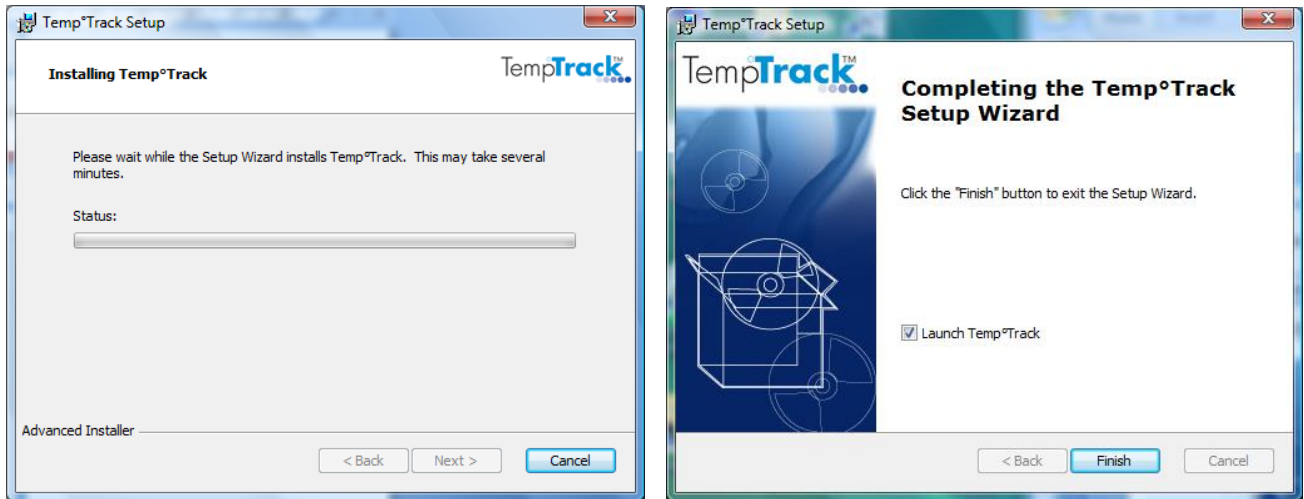 Temp°Track Setup
Installing Temp°Track
TempTrack™
Please wait while the Setup Wizard installs Temp°Track. This may take several
minutes.
Status:
Advanced Installer
< Back
Next >
Cancel
Temp°Track Setup
TempTrack™
Completing the Temp°Track
Setup Wizard
Click the "Finish" button to exit the Setup Wizard.
Launch Temp°Track
< Back
Finish
Cancel